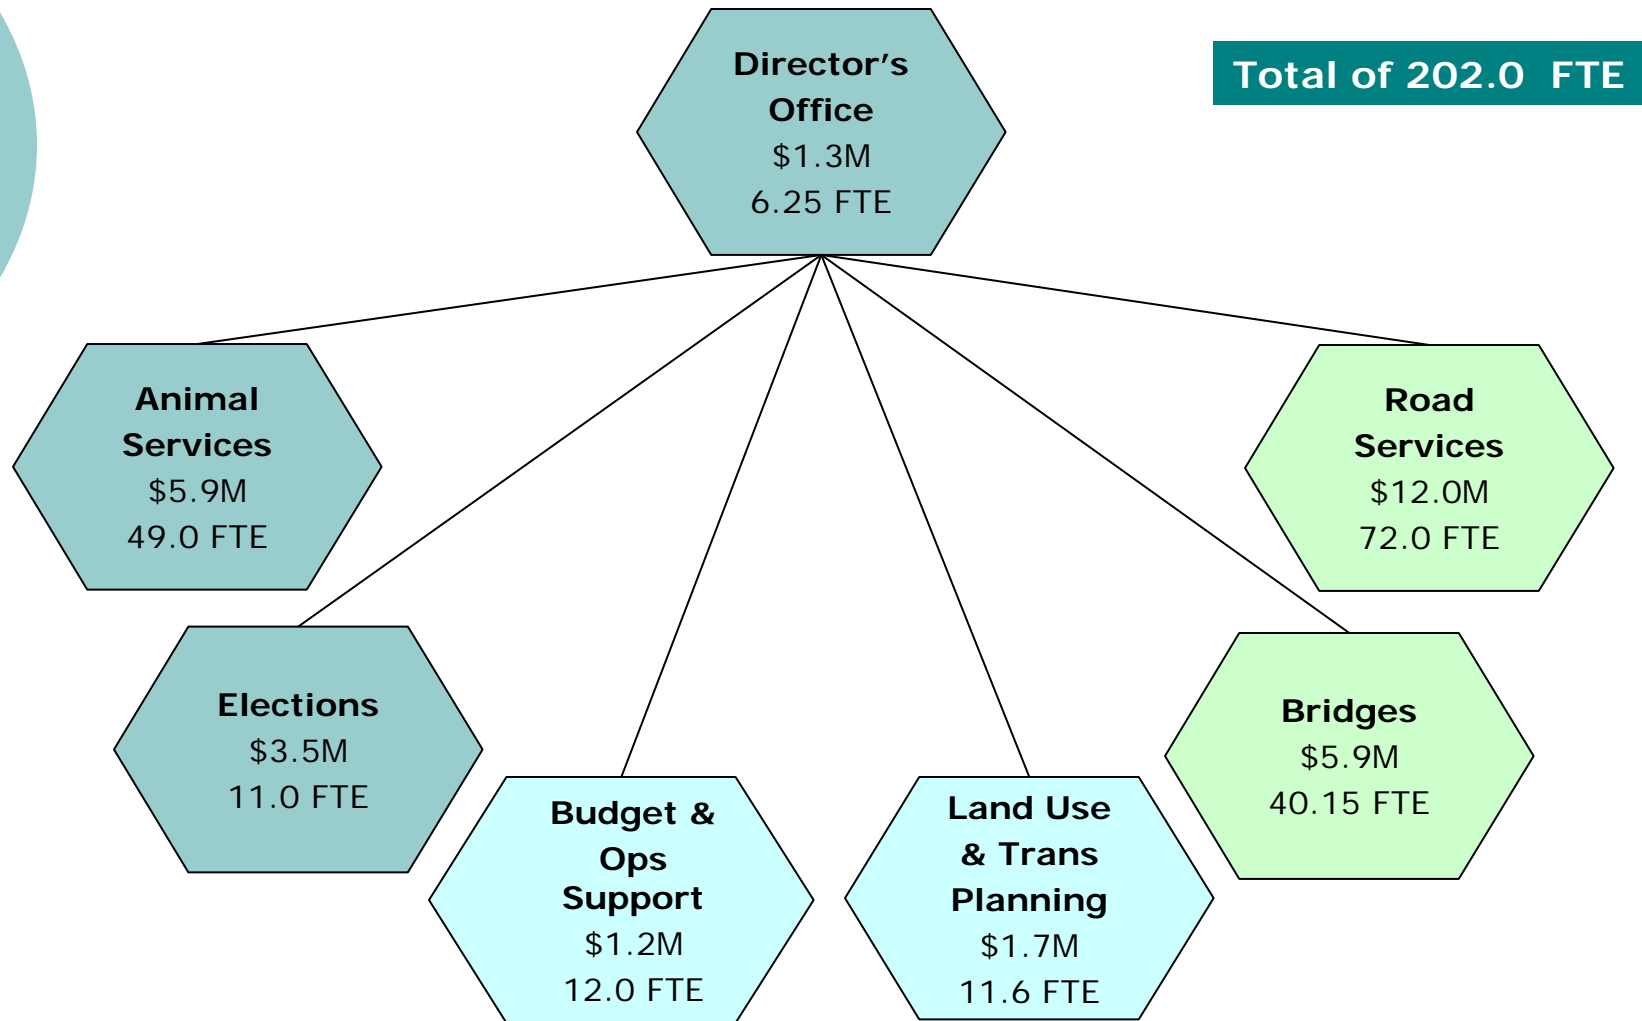 Director's
Office
$1.3M
6.25 FTE
Total of 202.0 FTE
Animal
Services
$5.9M
49.0 FTE
Road
Services
$12.0M
72.0 FTE
Elections
$3.5M
11.0 FTE
Bridges
$5.9M
40.15 FTE
Budget &
Ops
Support
$1.2M
12.0 FTE
Land Use
& Trans
Planning
$1.7M
11.6 FTE